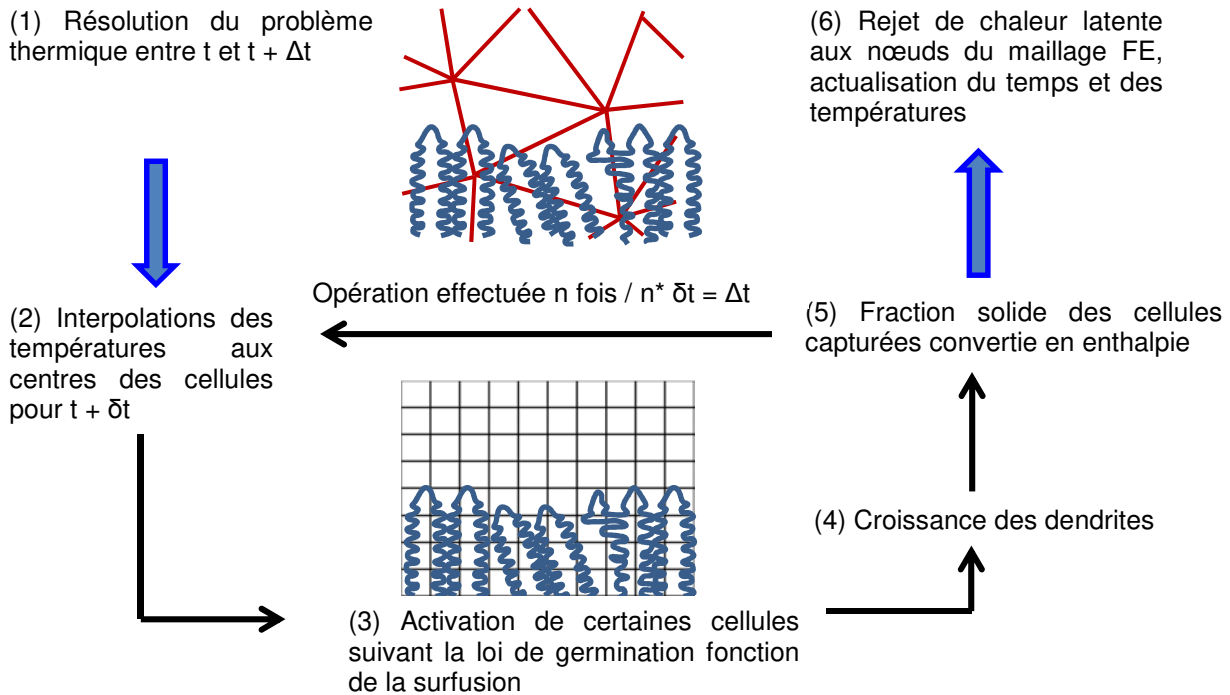 (1) Résolution du problème
thermique entre t et t + Δt
(6) Rejet de chaleur latente
aux nœuds du maillage FE,
actualisation du temps et des
températures
Opération effectuée n fois / n* δt = Δt
(2) Interpolations des
températures aux
centres des cellules
pour t + δt
(5) Fraction solide des cellules
capturées convertie en enthalpie
(4) Croissance des dendrites
(3) Activation de certaines cellules
suivant la loi de germination fonction
de la surfusion